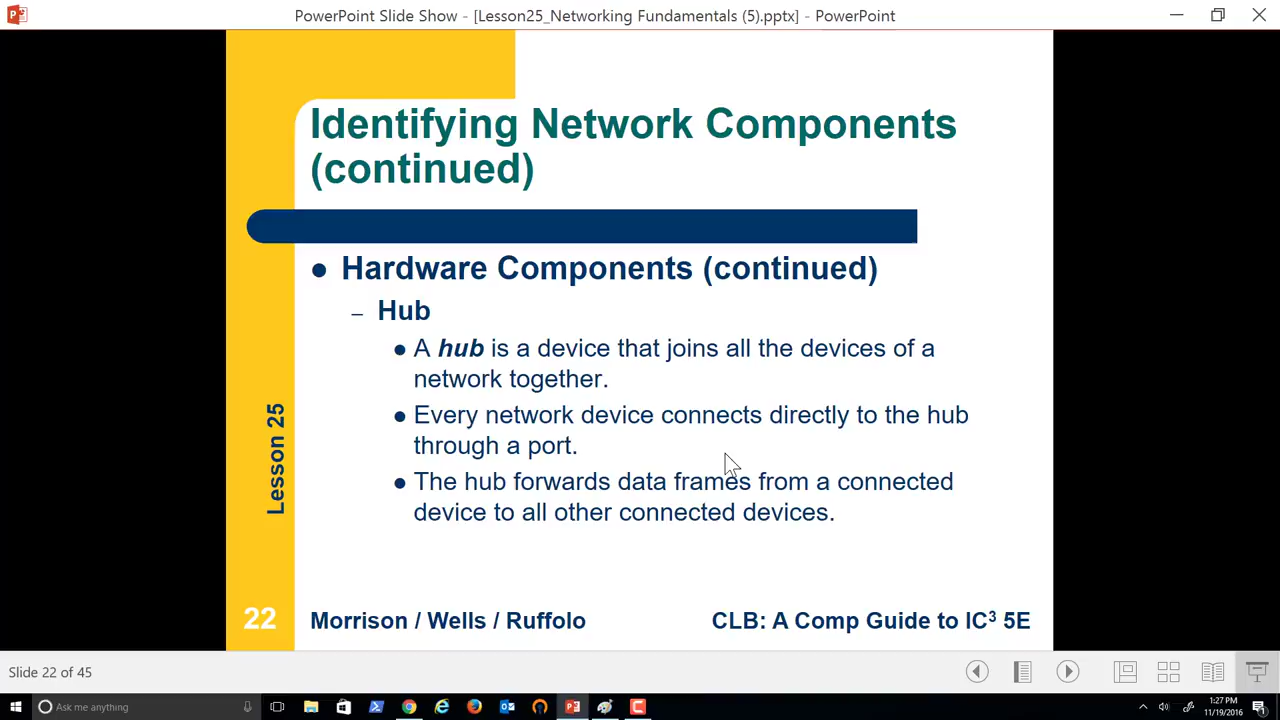 PowerPoint Slide Show - [Lesson25_Networking Fundamentals (5).pptx] - PowerPoint
Identifying Network Components
(continued)
● Hardware Components (continued)
– Hub
● A hub is a device that joins all the devices of a
network together.
● Every network device connects directly to the hub
through a port.
● The hub forwards data frames from a connected
device to all other connected devices.
Lesson 25
22
Morrison / Wells / Ruffolo
CLB: A Comp Guide to IC³ 5E
Slide 22 of 45
Ask me anything
1:27 PM
11/19/2016